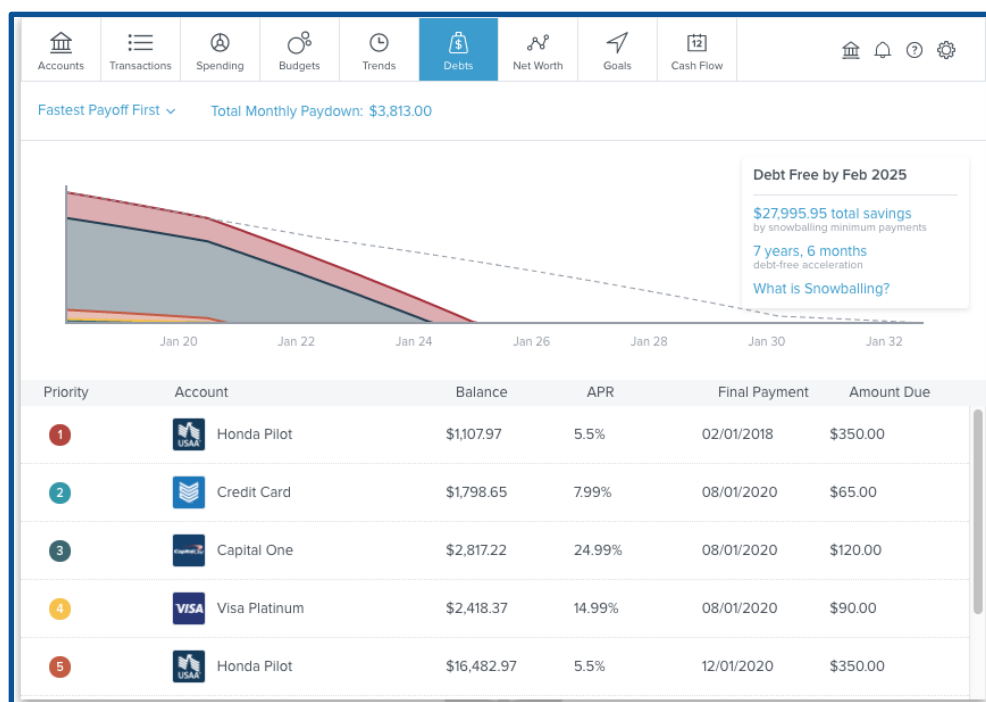 Accounts Transactions Spending Budgets Trends Debts Net Worth Goals Cash Flow
12
Fastest Payoff First Total Monthly Paydown: $3,813.00
Debt Free by Feb 2025
$27,995.95 total savings
by snowballing minimum payments
7 years, 6 months
debt-free acceleration
What is Snowballing?
Jan 20 Jan 22 Jan 24 Jan 26 Jan 28 Jan 30 Jan 32
Priority Account Balance APR Final Payment Amount Due
1 USAA Honda Pilot $1,107.97 5.5% 02/01/2018 $350.00
2 Credit Card $1,798.65 7.99% 08/01/2020 $65.00
3 Capital One Capital One $2,817.22 24.99% 08/01/2020 $120.00
4 VISA Visa Platinum $2,418.37 14.99% 08/01/2020 $90.00
5 USAA Honda Pilot $16,482.97 5.5% 12/01/2020 $350.00